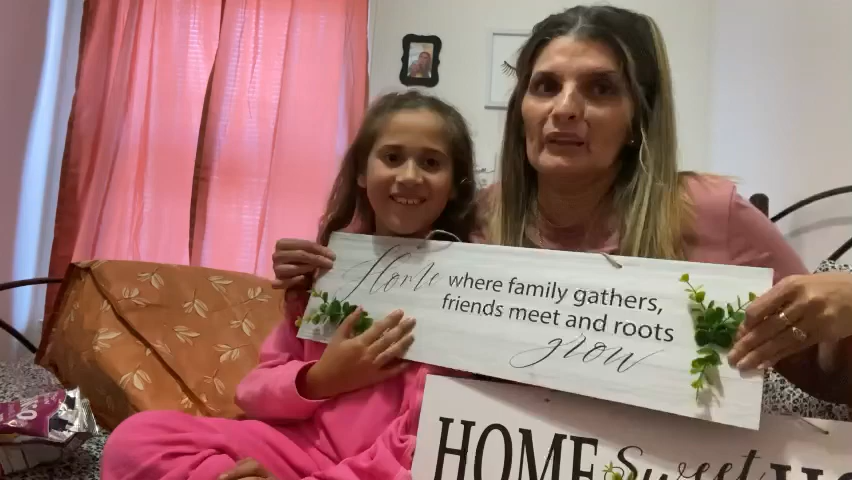 Home where family gathers,
friends meet and roots
grow
HOME Sweet